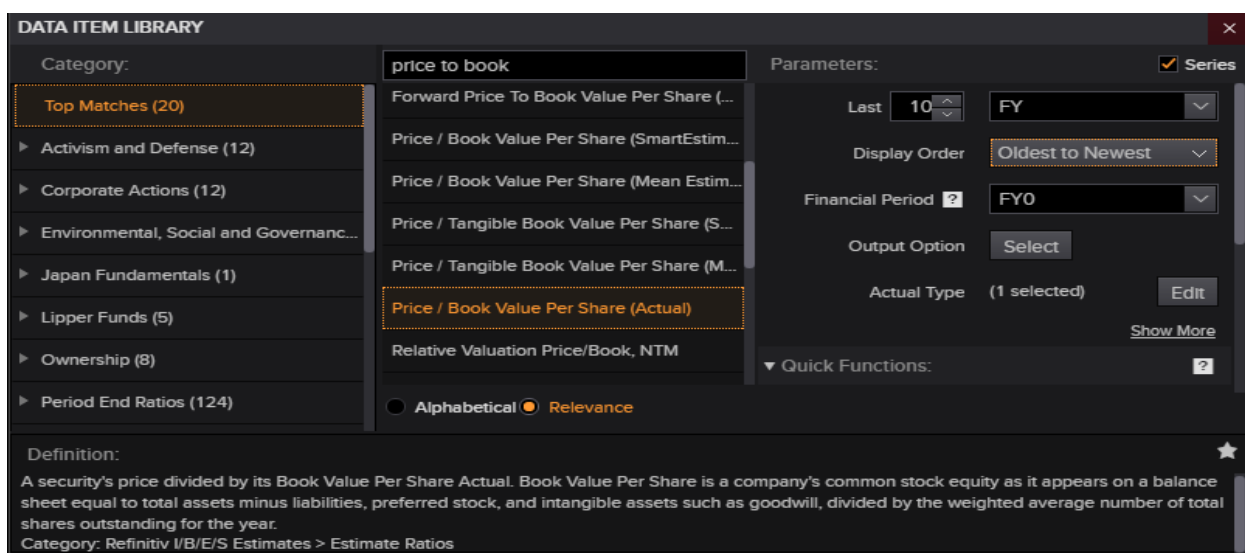 DATA ITEM LIBRARY
Category:
Top Matches (20)
Activism and Defense (12)
Corporate Actions (12)
Environmental, Social and Governanc...
Japan Fundamentals (1)
Lipper Funds (5)
Ownership (8)
Period End Ratios (124)
price to book
Forward Price To Book Value Per Share (...
Price / Book Value Per Share (SmartEstim...
Price / Book Value Per Share (Mean Estim...
Price / Tangible Book Value Per Share (S...
Price / Tangible Book Value Per Share (M...
Price / Book Value Per Share (Actual)
Relative Valuation Price/Book, NTM
Alphabetical Relevance
Parameters: Series
Last 10 FY
Display Order Oldest to Newest
Financial Period ? FY0
Output Option Select
Actual Type (1 selected) Edit
Show More
Quick Functions: ?
Definition:
A security's price divided by its Book Value Per Share Actual. Book Value Per Share is a company's common stock equity as it appears on a balance
sheet equal to total assets minus liabilities, preferred stock, and intangible assets such as goodwill, divided by the weighted average number of total
shares outstanding for the year.
Category: Refinitiv I/B/E/S Estimates > Estimate Ratios